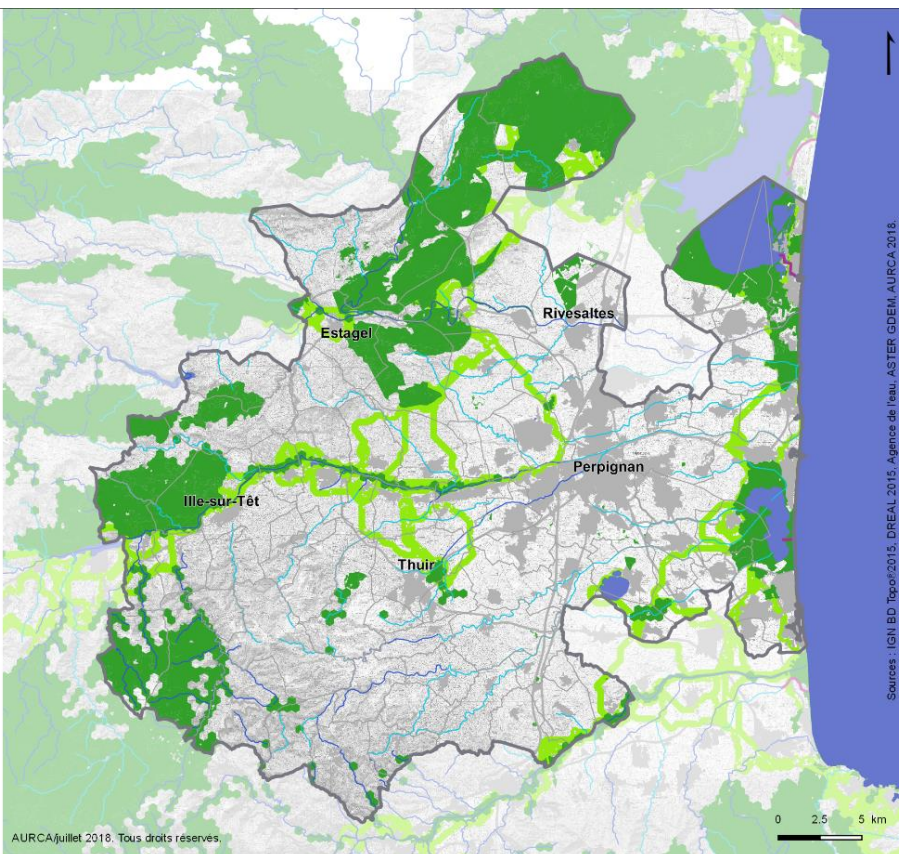 Rivesaltes
Estagel
Perpignan
Ille-sur-Têt
Thuir
Sources : IGN BD Topo®2015, DREAL 2015, Agence de l'eau, ASTER GDEM, AURCA 2018.
0 2.5 5 km
AURCA/juillet 2018. Tous droits réservés.